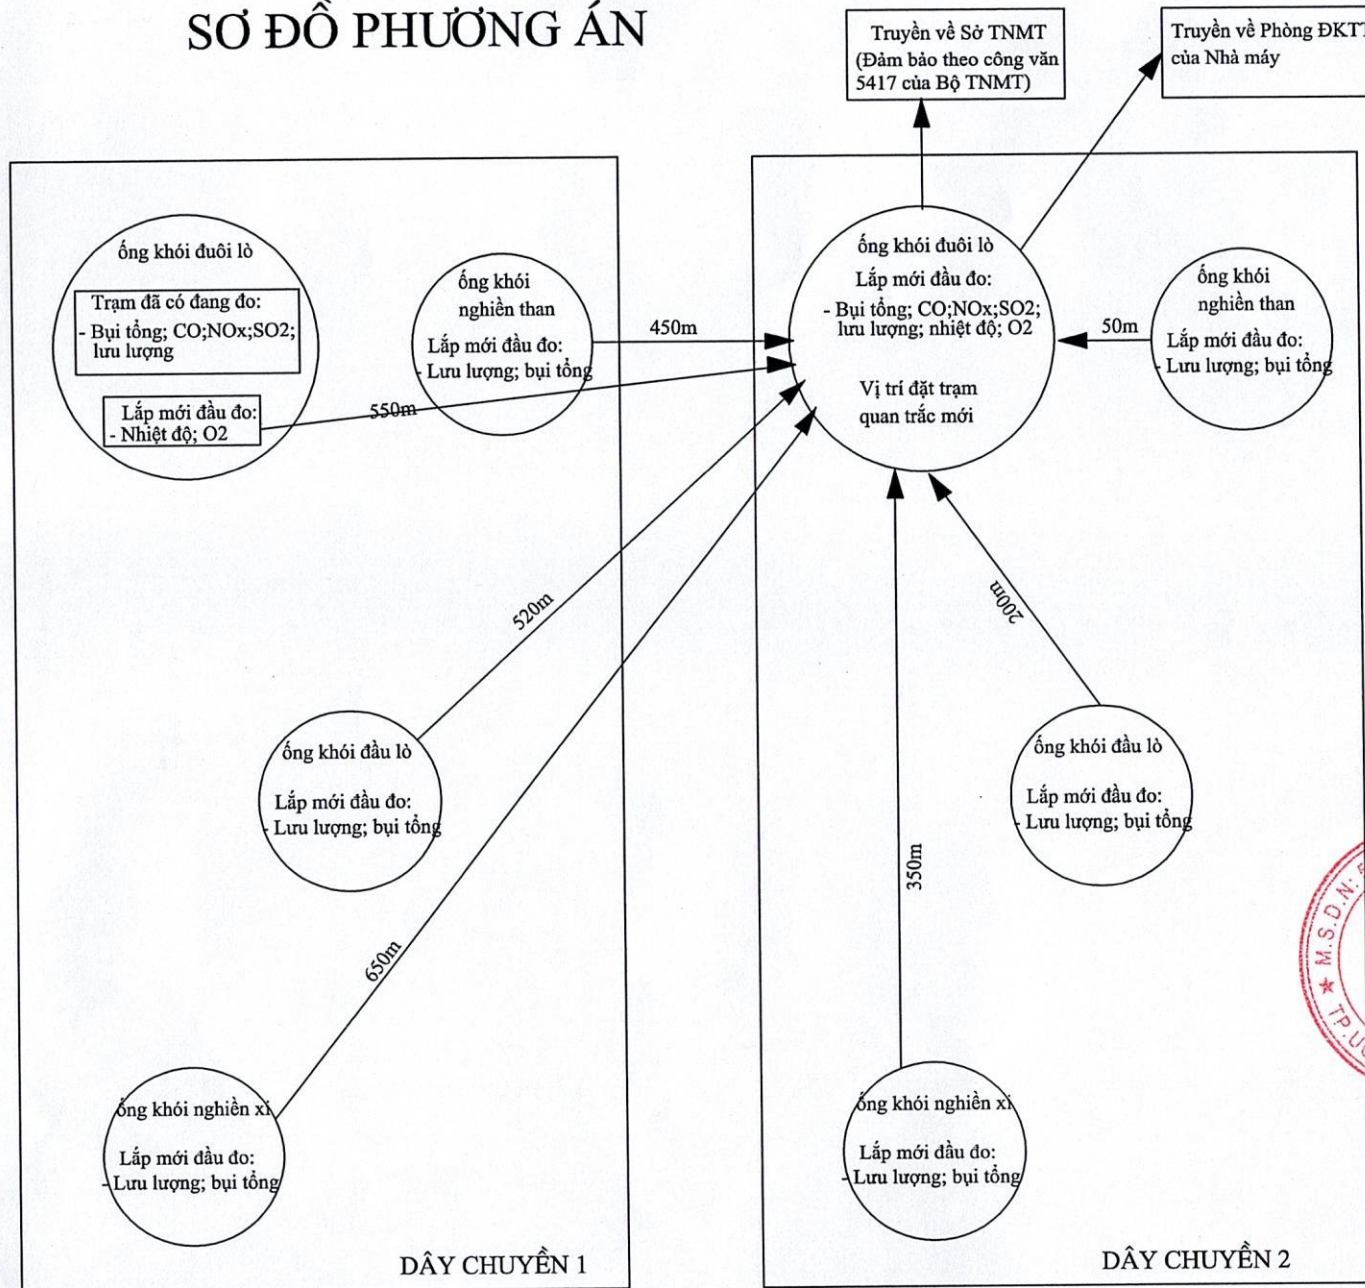 SƠ ĐỒ PHƯƠNG ÁN
Truyền về Sở TNMT
(Đảm bảo theo công văn
5417 của Bộ TNMT)
Truyền về Phòng ĐKTT
của Nhà máy
ống khói đuôi lò
Trạm đã có đang đo:
- Bụi tổng; CO;NOx;SO2;
lưu lượng
Lắp mới đầu đo:
- Nhiệt độ; O2
ống khói
nghiền than
Lắp mới đầu đo:
- Lưu lượng; bụi tổng
450m
550m
ống khói đuôi lò
Lắp mới đầu đo:
- Bụi tổng; CO;NOx;SO2;
lưu lượng; nhiệt độ; O2
Vị trí đặt trạm
quan trắc mới
50m
ống khói
nghiền than
Lắp mới đầu đo:
- Lưu lượng; bụi tổng
520m
200m
ống khói đầu lò
Lắp mới đầu đo:
- Lưu lượng; bụi tổng
ống khói đầu lò
Lắp mới đầu đo:
- Lưu lượng; bụi tổng
650m
350m
ống khói nghiền xi
Lắp mới đầu đo:
- Lưu lượng; bụi tổng
ống khói nghiền xi
Lắp mới đầu đo:
- Lưu lượng; bụi tổng
DÂY CHUYỀN 1
DÂY CHUYỀN 2
M.S.D.N:
★ TP.